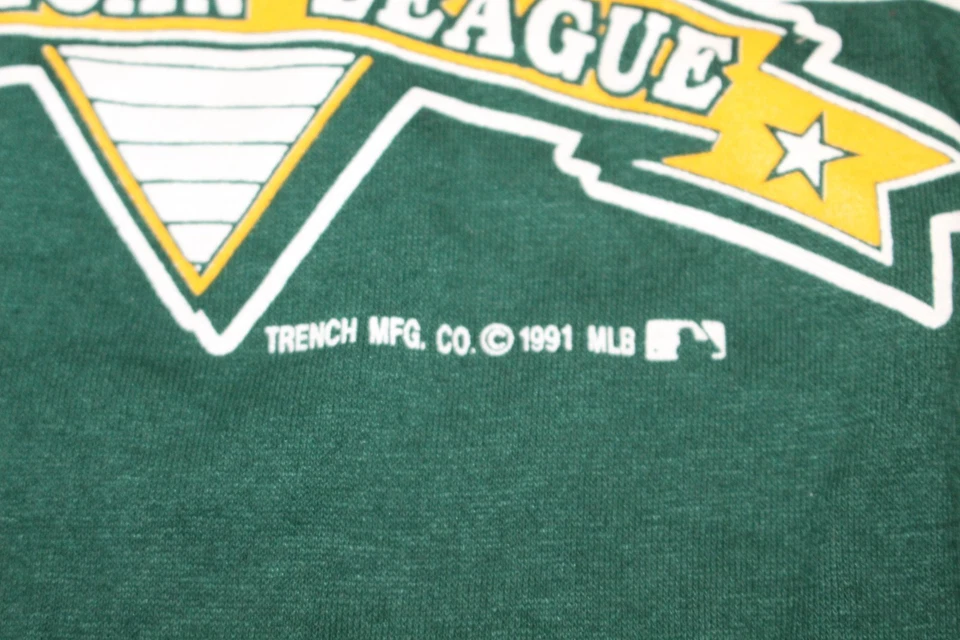 LEAGUE
TRENCH MFG. CO. © 1991 MLB